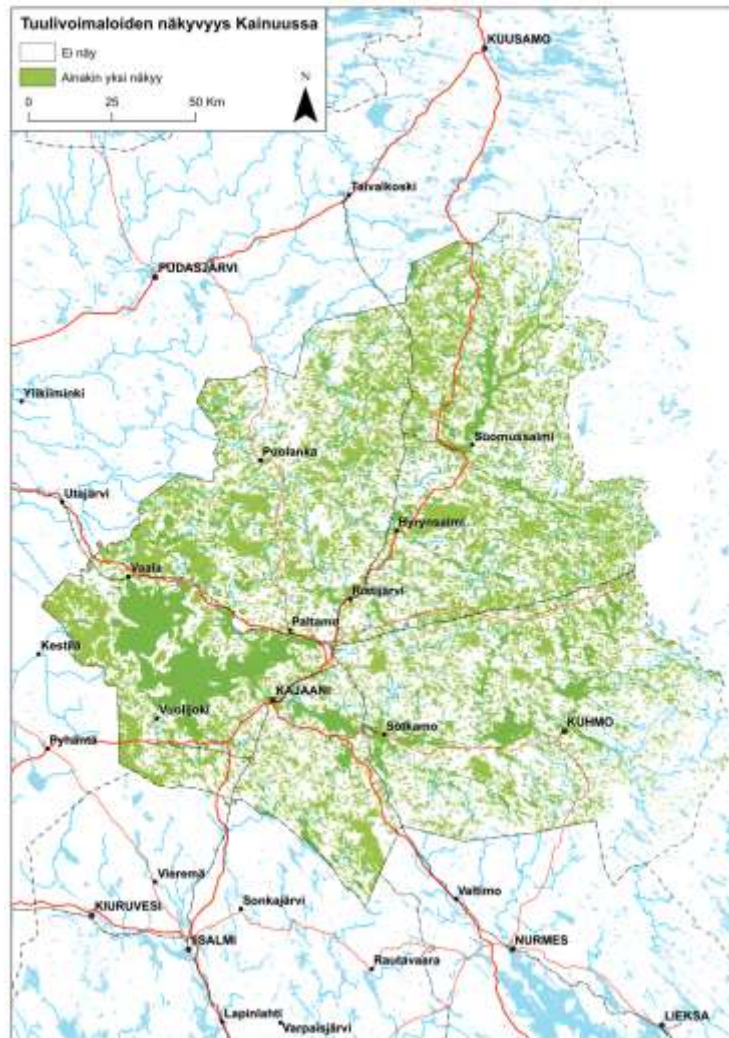 Tuulivoimaloiden näkyvyys Kainuussa
Ei näy
Ainakin yksi näkyy
N
0 25 50 Km
KUUSAMO
Taivalkoski
PUDASJÄRVI
Ylikiiminki
Suomussalmi
Puolanka
Utajärvi
Hyrynsalmi
Vaala
Ristijärvi
Paltamo
Kestilä
KAJAANI
Vuolijoki
Sotkamo
KUHMO
Pyhäntä
Vieremä
Valtimo
Sonkajärvi
KIURUVESI
IISALMI
NURMES
Rautavaara
Lapinlahti
Varpaisjärvi
LIEKSA